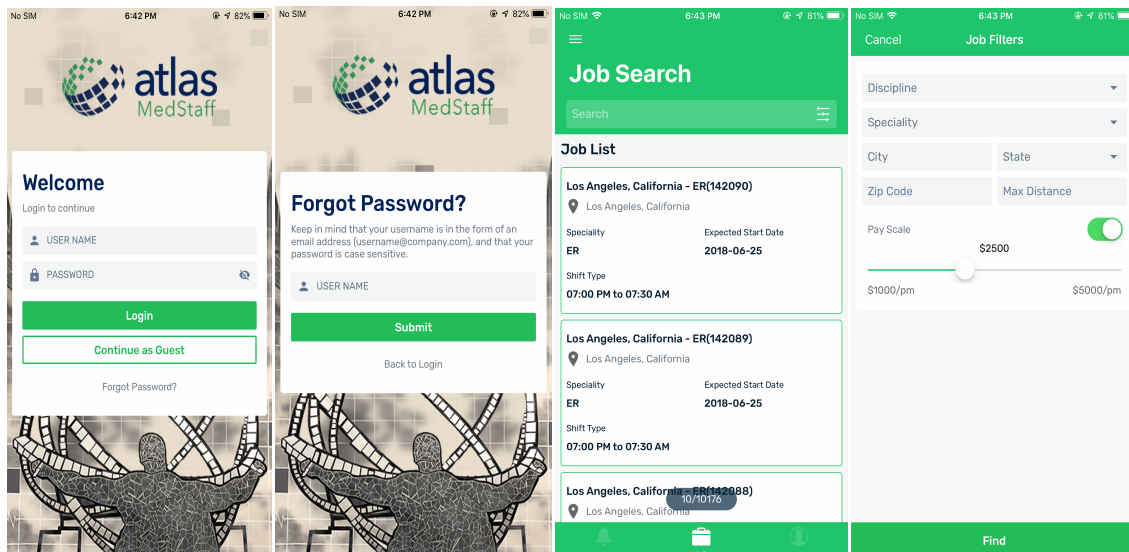 No SIM 6:42 PM 82%
atlas
MedStaff
Welcome
Login to continue
USER NAME
PASSWORD
Login
Continue as Guest
Forgot Password?
No SIM 6:42 PM 82%
atlas
MedStaff
Forgot Password?
Keep in mind that your username is in the form of an
email address (username@company.com), and that your
password is case sensitive.
USER NAME
Submit
Back to Login
No SIM 6:43 PM 81%
Job Search
Search
Job List
Los Angeles, California - ER(142090)
Los Angeles, California
Speciality Expected Start Date
ER 2018-06-25
Shift Type
07:00 PM to 07:30 AM
Los Angeles, California - ER(142089)
Los Angeles, California
Speciality Expected Start Date
ER 2018-06-25
Shift Type
07:00 PM to 07:30 AM
Los Angeles, California - ER(142088)
10/10176
Los Angeles, California
No SIM 6:43 PM 81%
Cancel Job Filters
Discipline
Speciality
City State
Zip Code Max Distance
Pay Scale
$2500
$1000/pm $5000/pm
Find